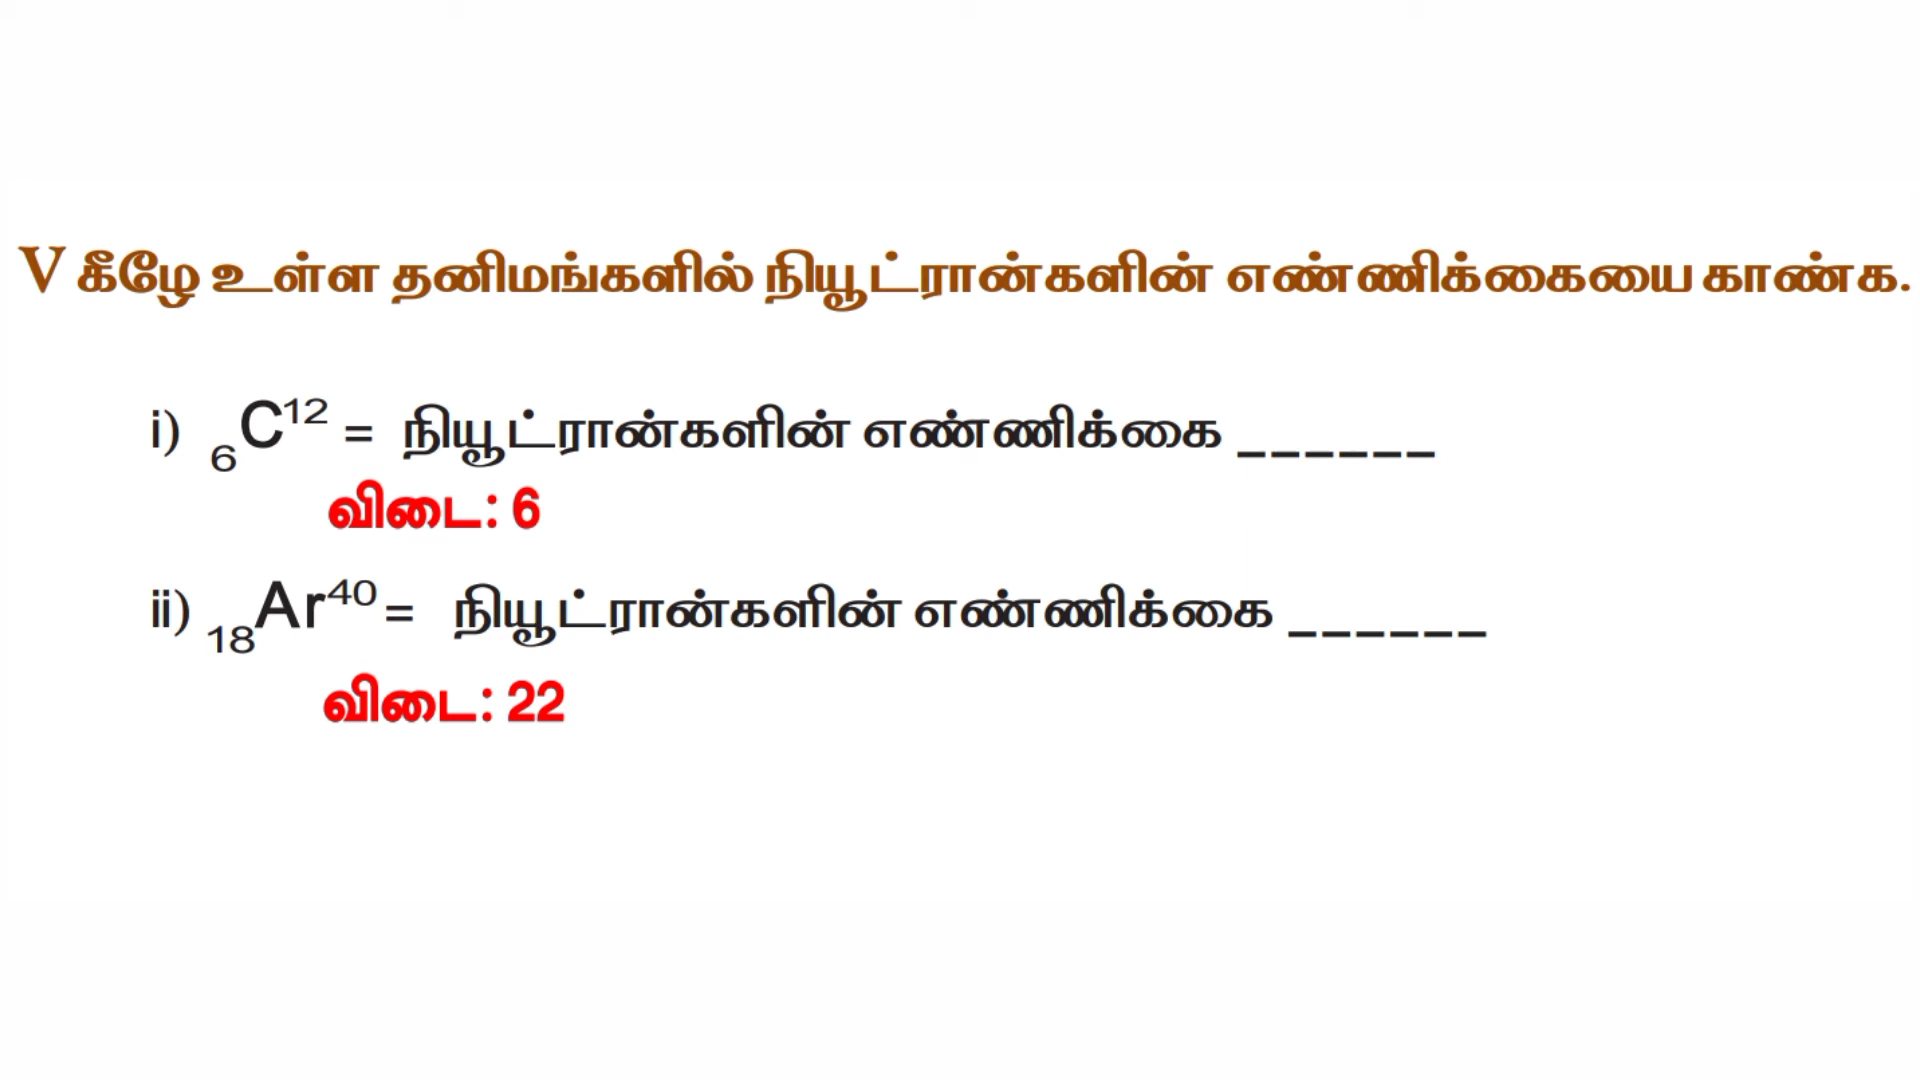 V கீழே உள்ள தனிமங்களில் நியூட்ரான்களின் எண்ணிக்கையை காண்க.
i) ₆C¹² = நியூட்ரான்களின் எண்ணிக்கை ______
விடை: 6
ii) ₁₈Ar⁴⁰ = நியூட்ரான்களின் எண்ணிக்கை ______
விடை: 22